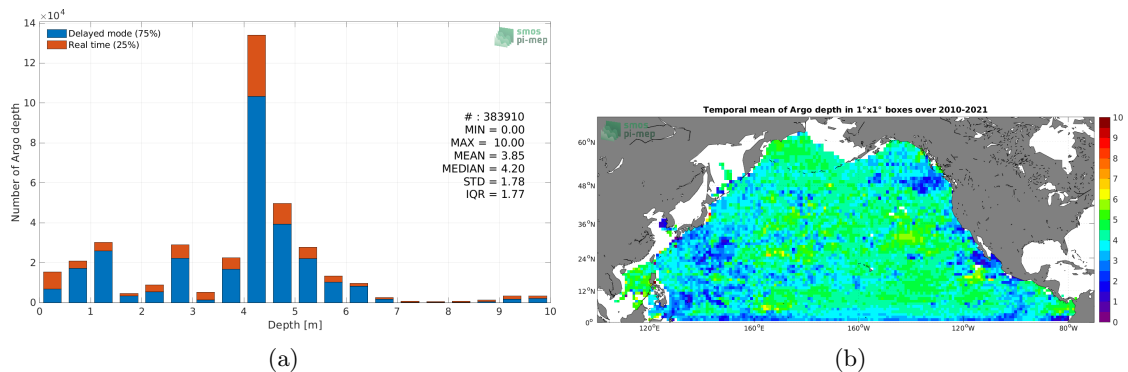 ×10⁴
14
12
10
8
6
4
2
0
Number of Argo depth
Delayed mode (75%)
Real time (25%)
smos
pi-mep
# : 383910
MIN = 0.00
MAX = 10.00
MEAN = 3.85
MEDIAN = 4.20
STD = 1.78
IQR = 1.77
0 1 2 3 4 5 6 7 8 9 10
Depth [m]
(a)
Temporal mean of Argo depth in 1°x1° boxes over 2010-2021
smos
pi-mep
60°N
48°N
36°N
24°N
12°N
0°
120°E 160°E 160°W 120°W 80°W
10
9
8
7
6
5
4
3
2
1
0
(b)